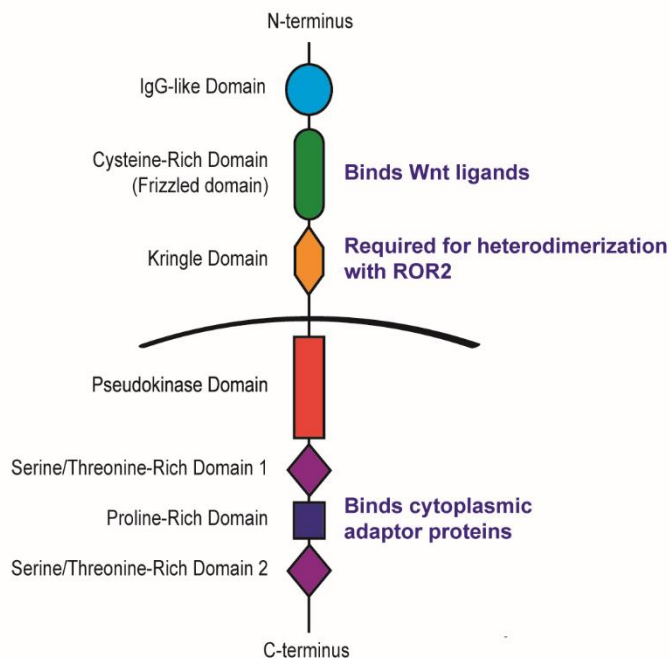 N-terminus
IgG-like Domain
Cysteine-Rich Domain
(Frizzled domain)
Binds Wnt ligands
Kringle Domain
Required for heterodimerization
with ROR2
Pseudokinase Domain
Serine/Threonine-Rich Domain 1
Proline-Rich Domain
Binds cytoplasmic
adaptor proteins
Serine/Threonine-Rich Domain 2
C-terminus